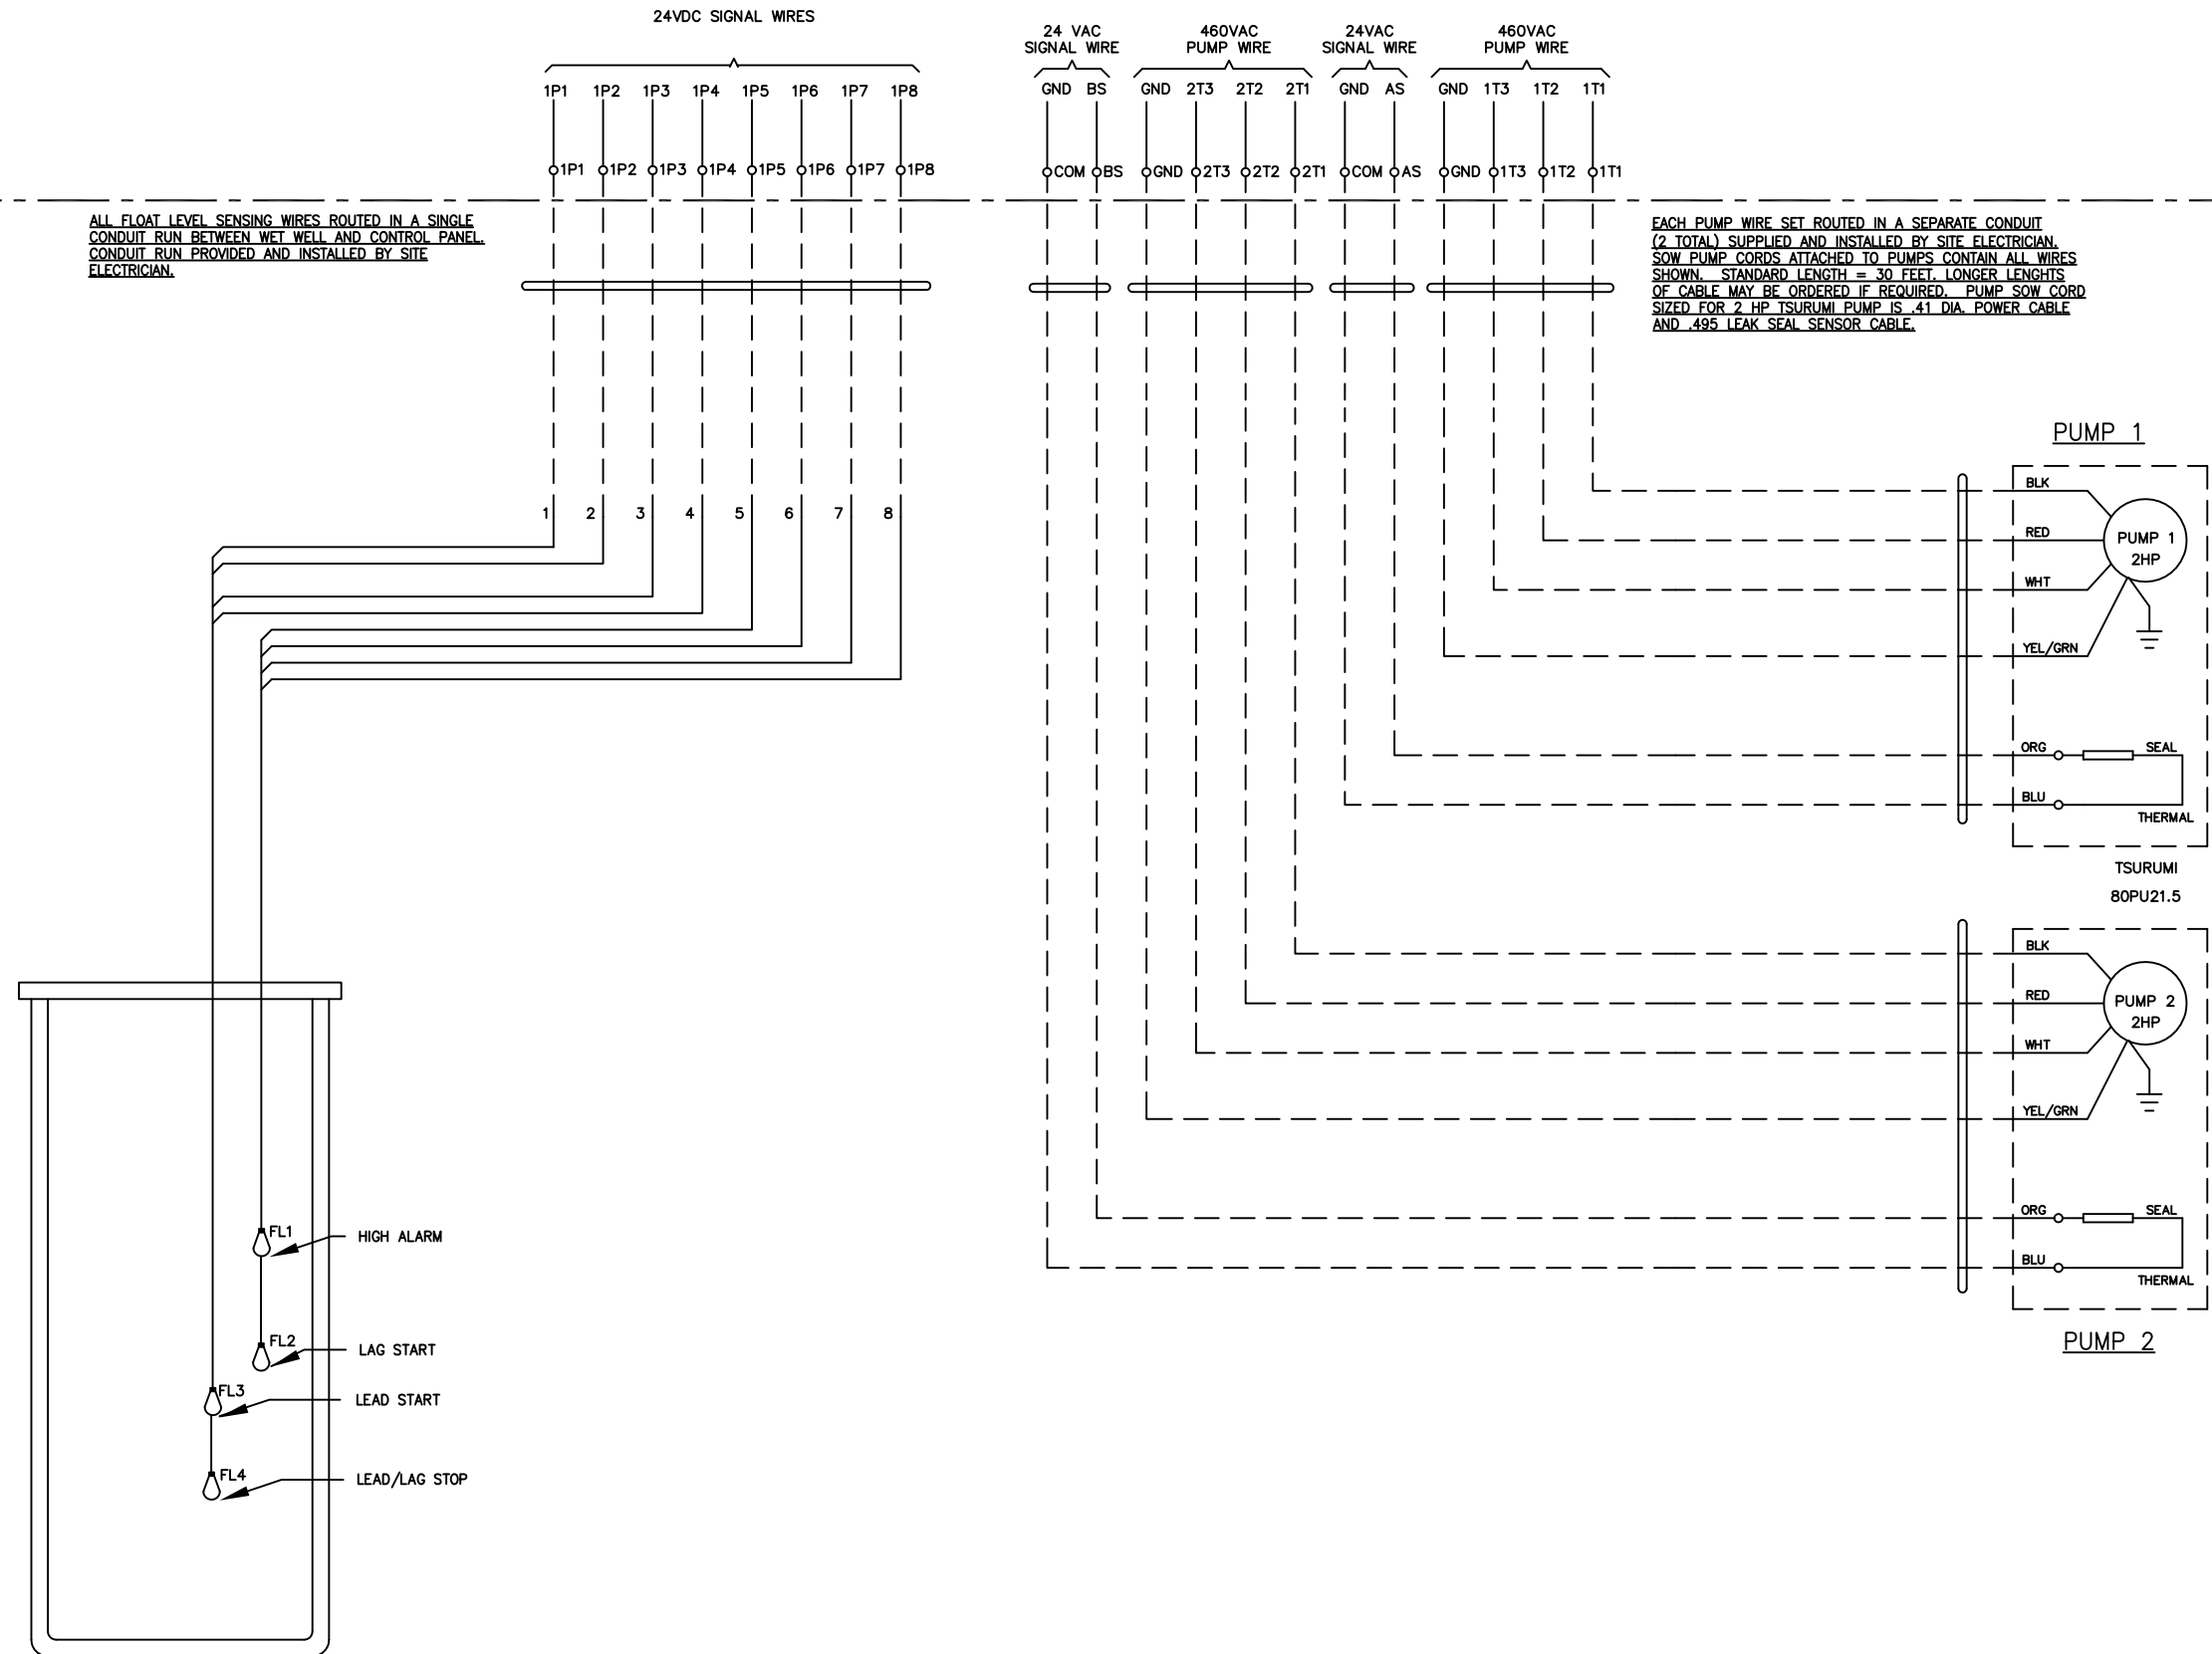 24VDC SIGNAL WIRES
24 VAC
SIGNAL WIRE
460VAC
PUMP WIRE
24VAC
SIGNAL WIRE
460VAC
PUMP WIRE
1P1 1P2 1P3 1P4 1P5 1P6 1P7 1P8
GND BS GND 2T3 2T2 2T1 GND AS GND 1T3 1T2 1T1
1P1 1P2 1P3 1P4 1P5 1P6 1P7 1P8
COM BS GND 2T3 2T2 2T1 COM AS GND 1T3 1T2 1T1
ALL FLOAT LEVEL SENSING WIRES ROUTED IN A SINGLE
CONDUIT RUN BETWEEN WET WELL AND CONTROL PANEL.
CONDUIT RUN PROVIDED AND INSTALLED BY SITE
ELECTRICIAN.
EACH PUMP WIRE SET ROUTED IN A SEPARATE CONDUIT
(2 TOTAL) SUPPLIED AND INSTALLED BY SITE ELECTRICIAN.
SOW PUMP CORDS ATTACHED TO PUMPS CONTAIN ALL WIRES
SHOWN. STANDARD LENGTH = 30 FEET. LONGER LENGHTS
OF CABLE MAY BE ORDERED IF REQUIRED. PUMP SOW CORD
SIZED FOR 2 HP TSURUMI PUMP IS .41 DIA. POWER CABLE
AND .495 LEAK SEAL SENSOR CABLE.
1 2 3 4 5 6 7 8
PUMP 1
BLK
RED
PUMP 1
2HP
WHT
YEL/GRN
ORG SEAL
BLU
THERMAL
TSURUMI
80PU21.5
BLK
RED
PUMP 2
2HP
WHT
YEL/GRN
ORG SEAL
BLU
THERMAL
PUMP 2
FL1
HIGH ALARM
FL2
LAG START
FL3
LEAD START
FL4
LEAD/LAG STOP